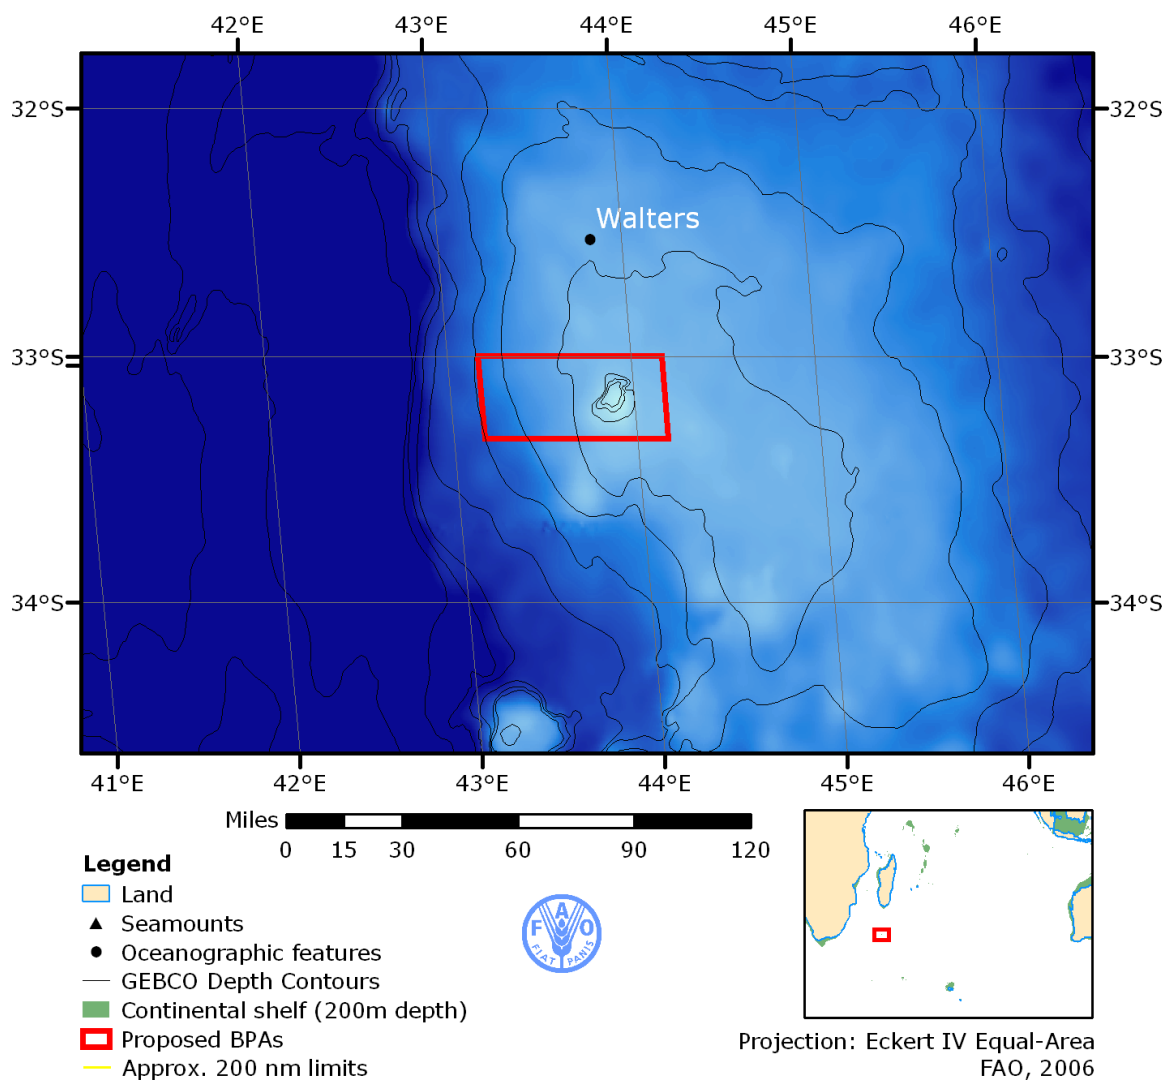 42°E 43°E 44°E 45°E 46°E
32°S 32°S
Walters
33°S 33°S
34°S 34°S
41°E 42°E 43°E 44°E 45°E 46°E
Miles
0 15 30 60 90 120
Legend
Land
Seamounts
Oceanographic features
GEBCO Depth Contours
Continental shelf (200m depth)
Proposed BPAs
Approx. 200 nm limits
F A O
FIAT PANIS
Projection: Eckert IV Equal-Area
FAO, 2006